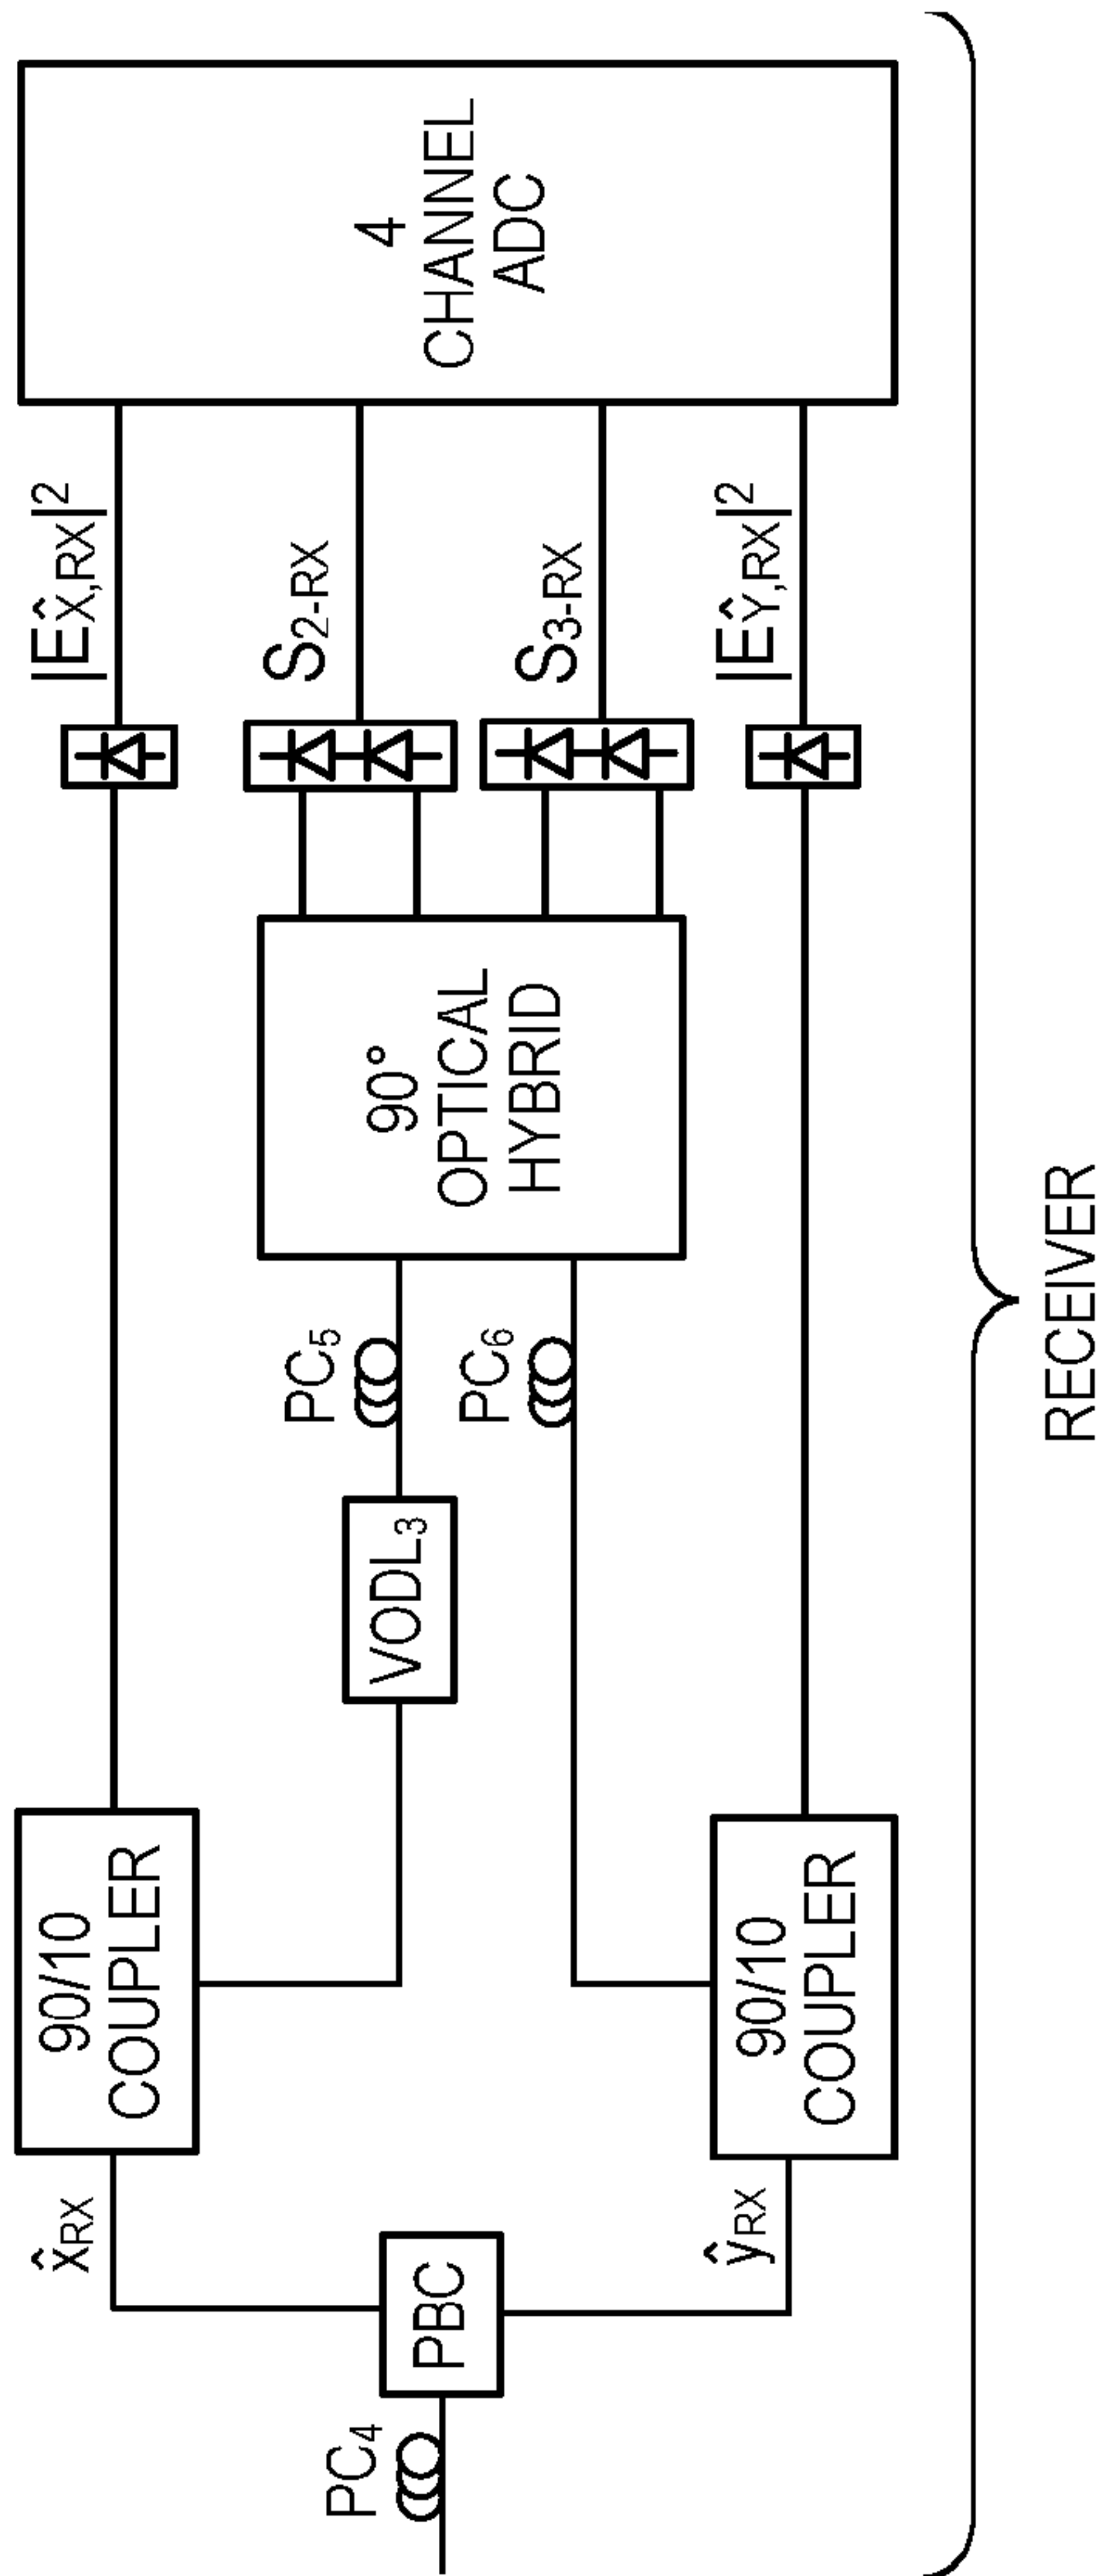 PC₄
PBC
x̂RX
ŷRX
90/10
COUPLER
90/10
COUPLER
VODL₃
PC₅
PC₆
90°
OPTICAL
HYBRID
|Ex̂,RX|²
S₂₋RX
S₃₋RX
|Eŷ,RX|²
4
CHANNEL
ADC
RECEIVER